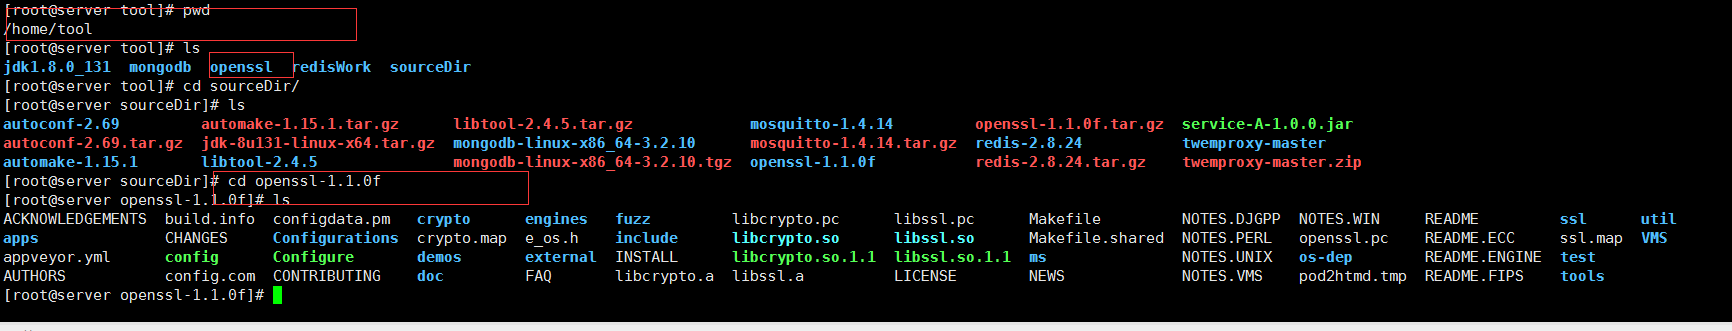 [root@server tool]# pwd
/home/tool
[root@server tool]# ls
jdk1.8.0_131 mongodb openssl redisWork sourceDir
[root@server tool]# cd sourceDir/
[root@server sourceDir]# ls
autoconf-2.69 automake-1.15.1.tar.gz libtool-2.4.5.tar.gz mosquitto-1.4.14 openssl-1.1.0f.tar.gz service-A-1.0.0.jar
autoconf-2.69.tar.gz jdk-8u131-linux-x64.tar.gz mongodb-linux-x86_64-3.2.10 mosquitto-1.4.14.tar.gz redis-2.8.24 twemproxy-master
automake-1.15.1 libtool-2.4.5 mongodb-linux-x86_64-3.2.10.tgz openssl-1.1.0f redis-2.8.24.tar.gz twemproxy-master.zip
[root@server sourceDir]# cd openssl-1.1.0f
[root@server openssl-1.1.0f]# ls
ACKNOWLEDGEMENTS build.info configdata.pm crypto engines fuzz libcrypto.pc libssl.pc Makefile NOTES.DJGPP NOTES.WIN README ssl util
apps CHANGES Configurations crypto.map e_os.h include libcrypto.so libssl.so Makefile.shared NOTES.PERL openssl.pc README.ECC ssl.map VMS
appveyor.yml config Configure demos external INSTALL libcrypto.so.1.1 libssl.so.1.1 ms NOTES.UNIX os-dep README.ENGINE test
AUTHORS config.com CONTRIBUTING doc FAQ libcrypto.a libssl.a LICENSE NEWS NOTES.VMS pod2htmd.tmp README.FIPS tools
[root@server openssl-1.1.0f]#